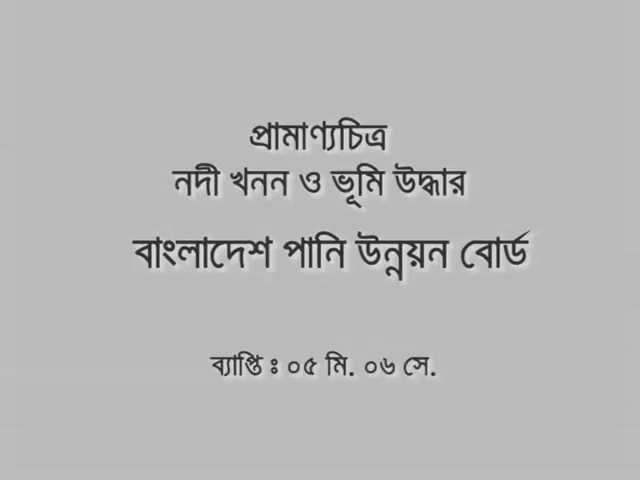 প্রামাণ্যচিত্র
নদী খনন ও ভূমি উদ্ধার
বাংলাদেশ পানি উন্নয়ন বোর্ড
ব্যাপ্তি ঃ ০৫ মি. ০৬ সে.